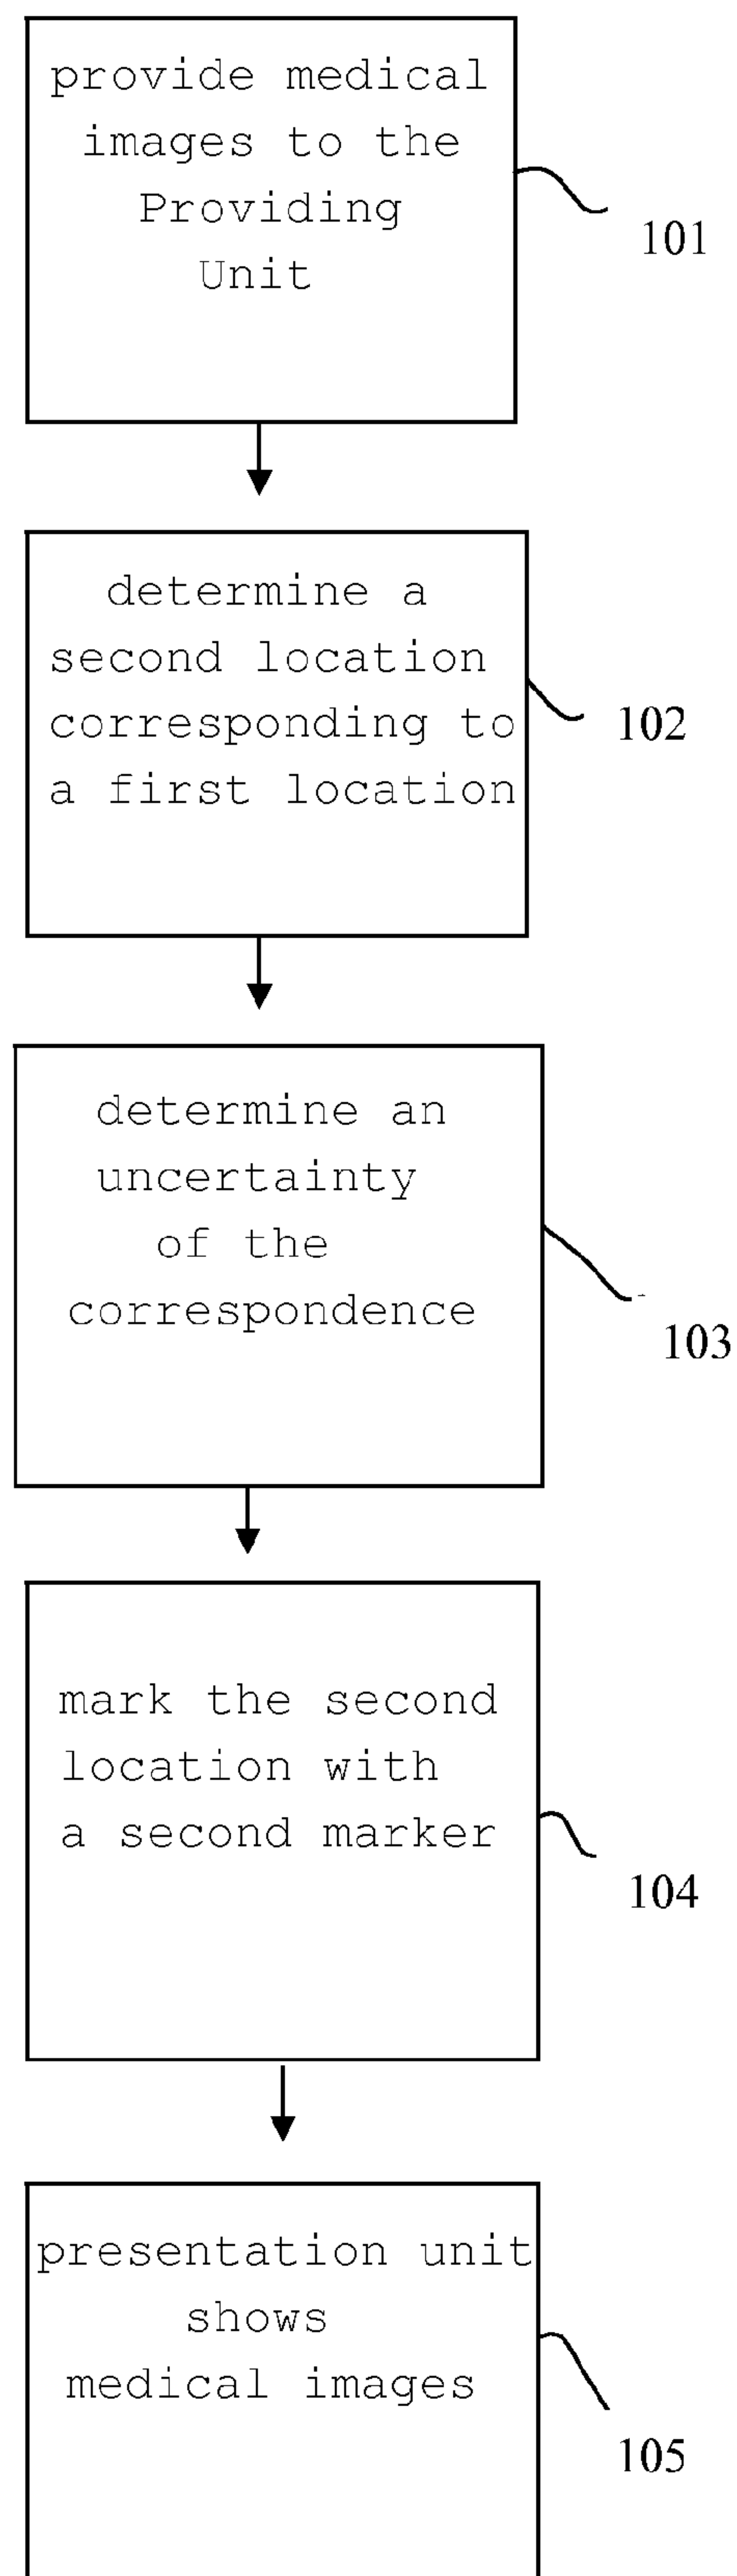 provide medical
images to the
Providing
Unit
101
determine a
second location
corresponding to
a first location
102
determine an
uncertainty
of the
correspondence
103
mark the second
location with
a second marker
104
presentation unit
shows
medical images
105